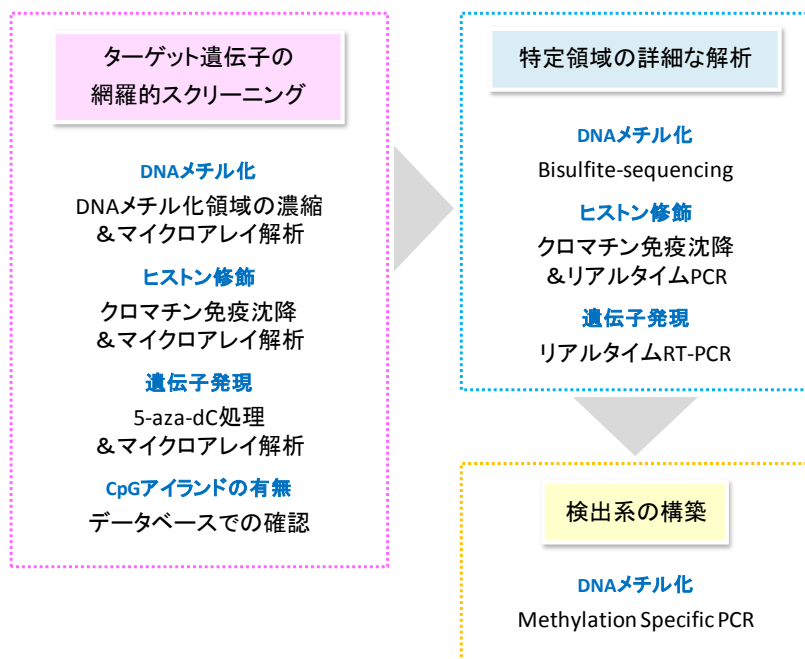 ターゲット遺伝子の
網羅的スクリーニング
DNAメチル化
DNAメチル化領域の濃縮
＆マイクロアレイ解析
ヒストン修飾
クロマチン免疫沈降
＆マイクロアレイ解析
遺伝子発現
5-aza-dC処理
＆マイクロアレイ解析
CpGアイランドの有無
データベースでの確認
特定領域の詳細な解析
DNAメチル化
Bisulfite-sequencing
ヒストン修飾
クロマチン免疫沈降
＆リアルタイムPCR
遺伝子発現
リアルタイムRT-PCR
検出系の構築
DNAメチル化
Methylation Specific PCR